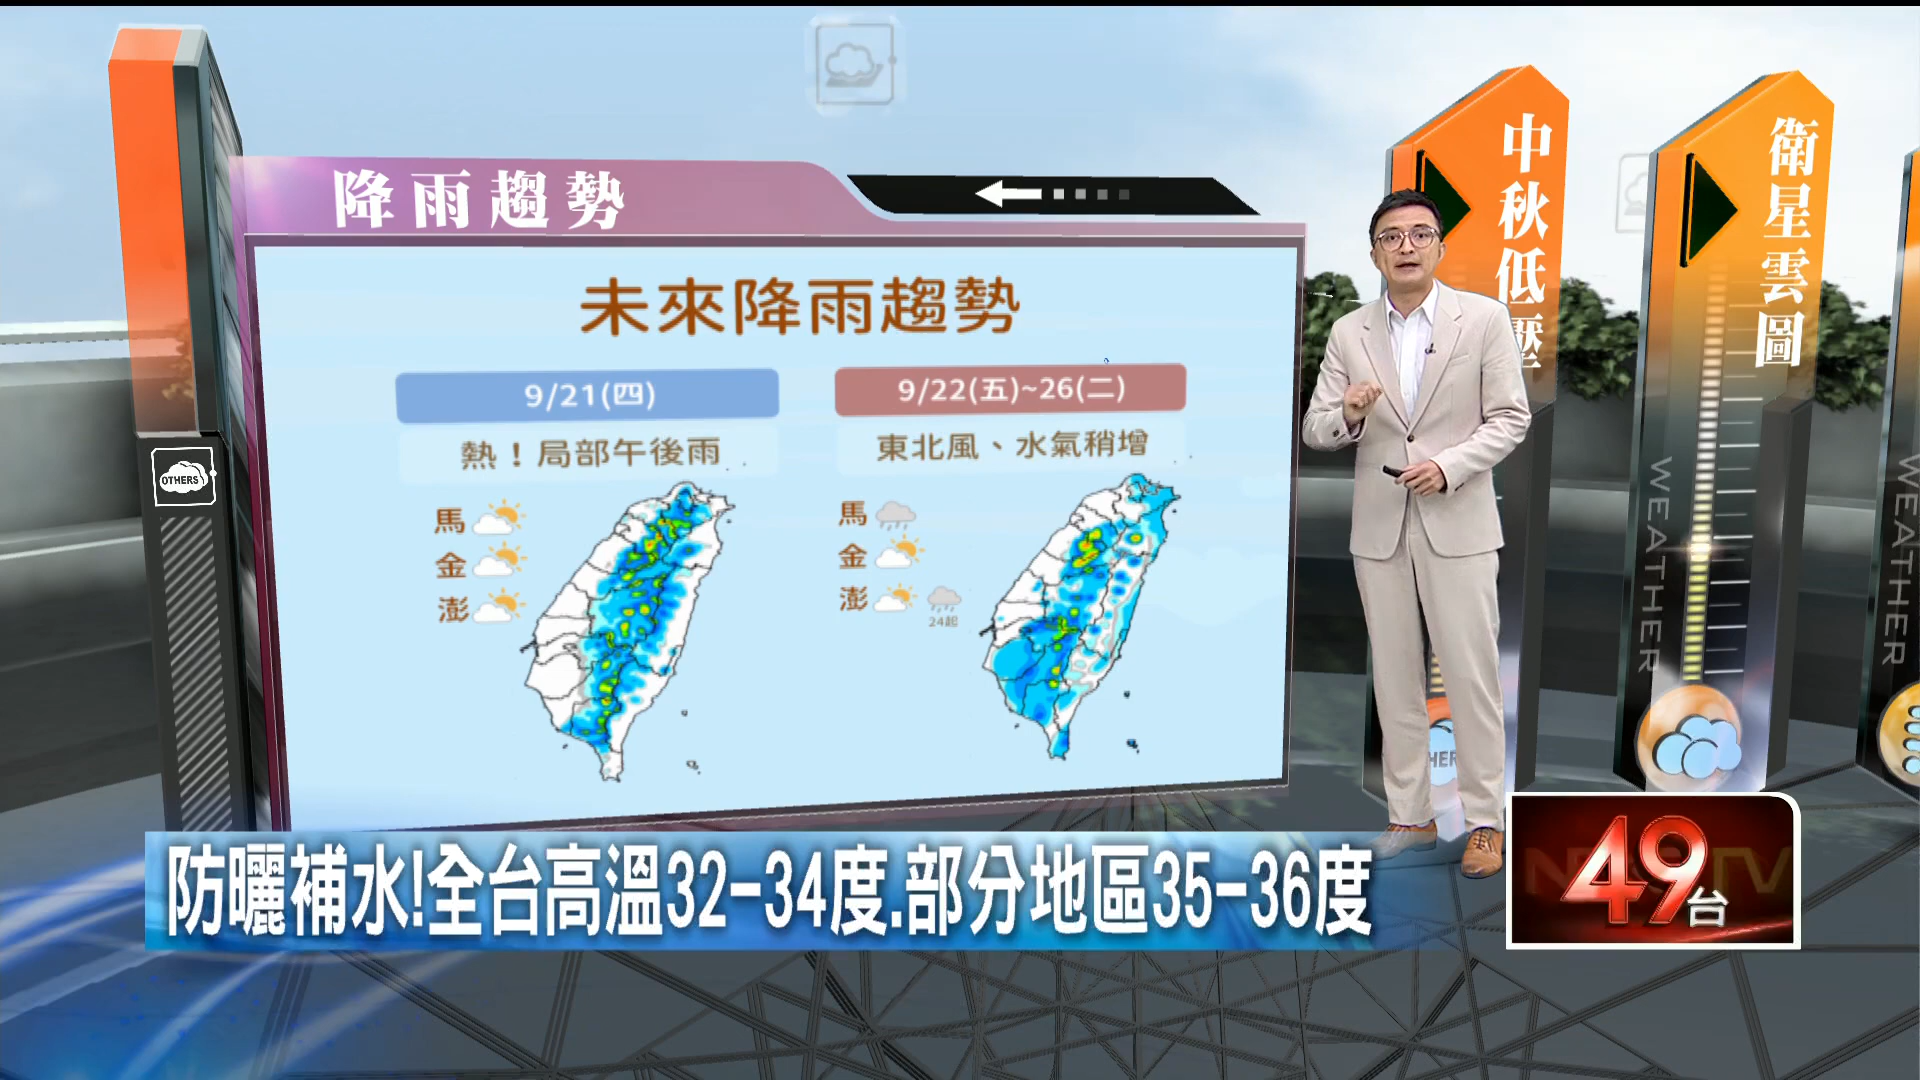 降雨趨勢
未來降雨趨勢
9/21(四)
熱！局部午後雨
馬
金
澎
9/22(五)~26(二)
東北風、水氣稍增
馬
金
澎
24起
中秋低壓
衛星雲圖
OTHERS
WEATHER
WEATHER
防曬補水!全台高溫32-34度.部分地區35-36度
49台